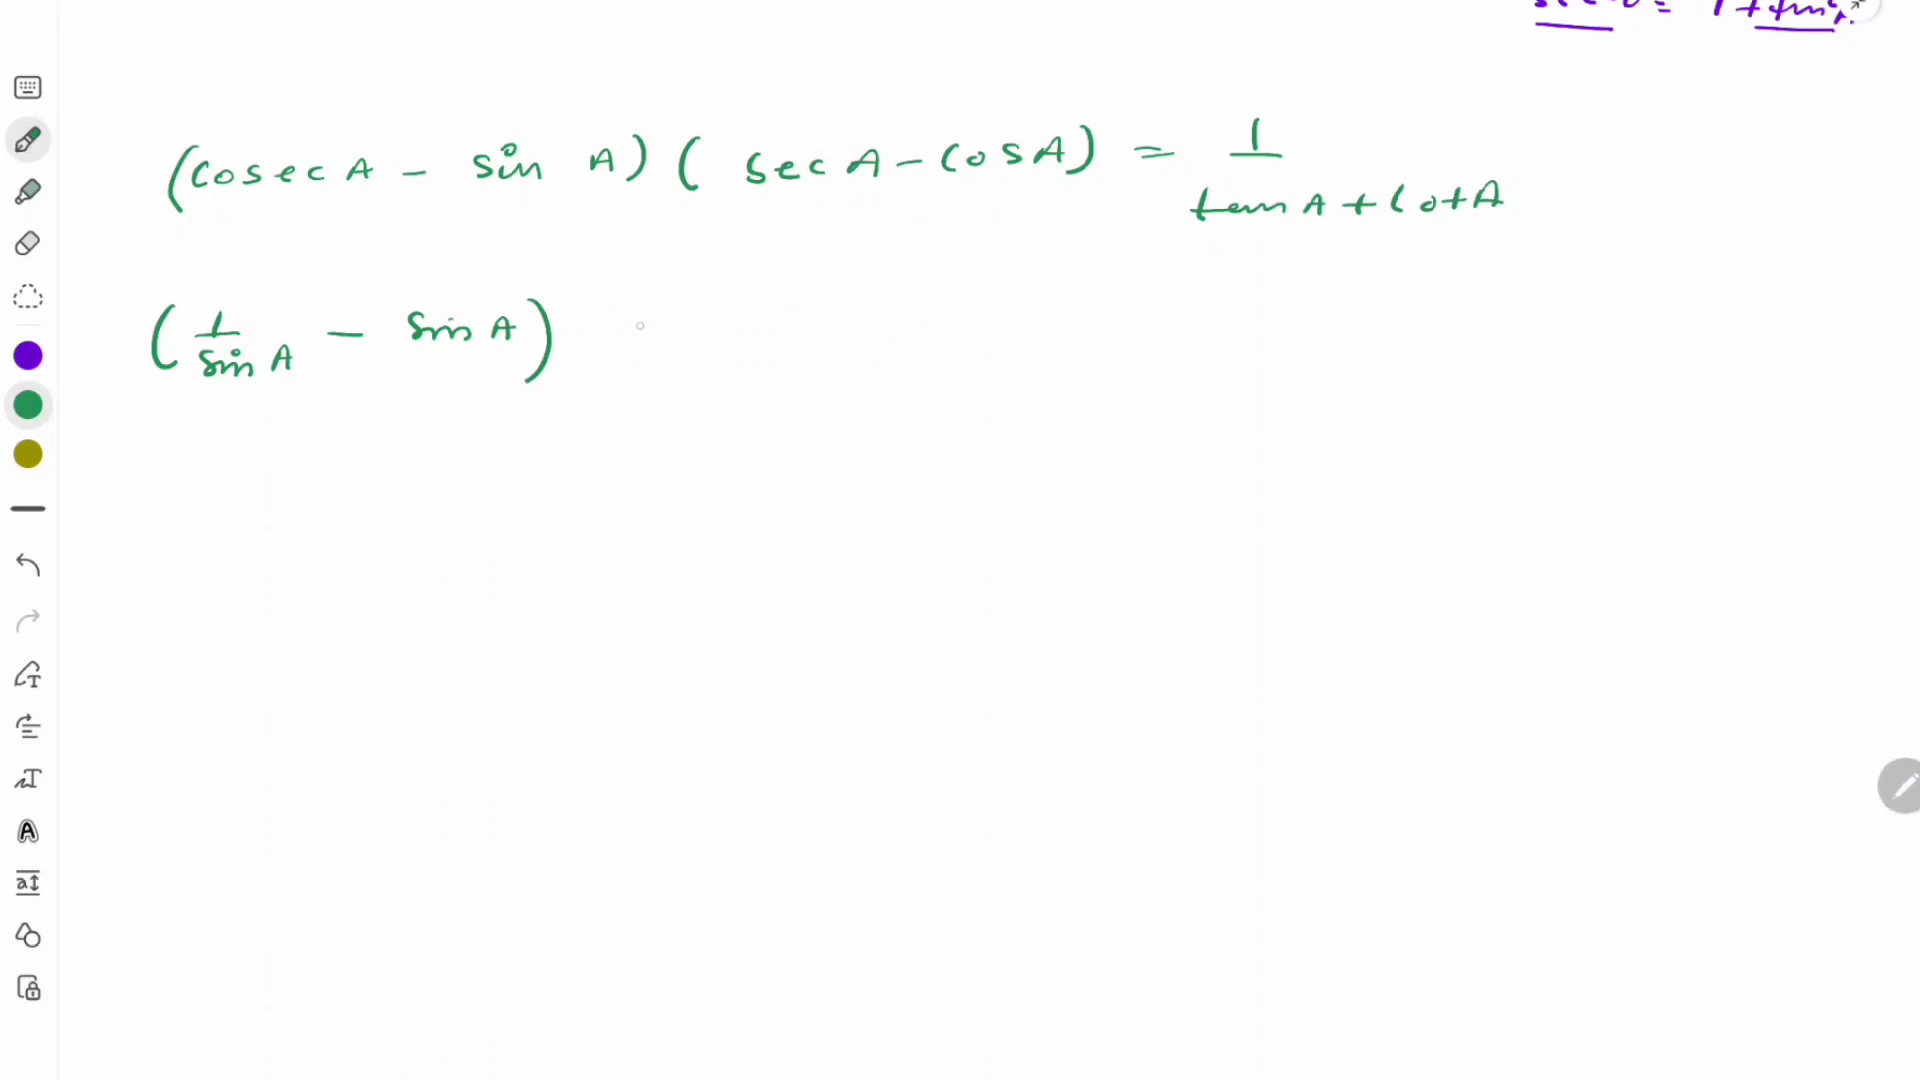 (cosec A - sin A) (sec A - cos A) = 1/(tan A + cot A)
(1/sin A - sin A)